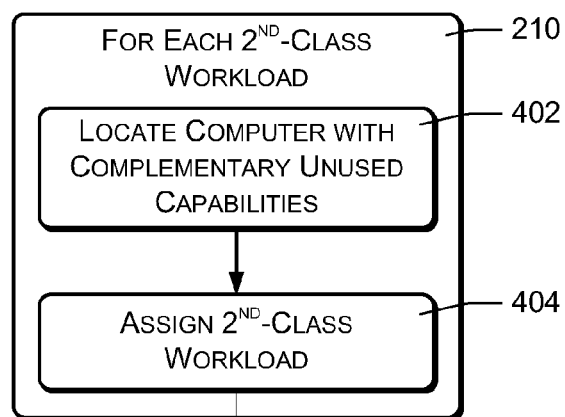 FOR EACH 2ND-CLASS
WORKLOAD
210
LOCATE COMPUTER WITH
COMPLEMENTARY UNUSED
CAPABILITIES
402
ASSIGN 2ND-CLASS
WORKLOAD
404